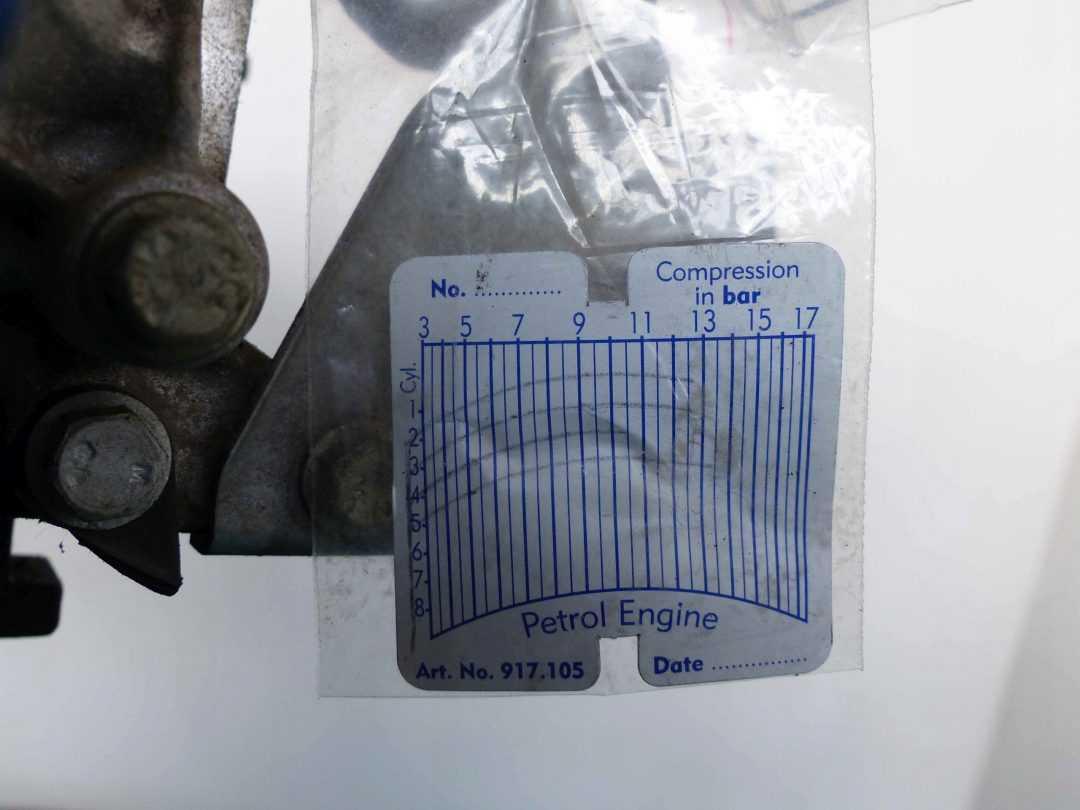 No. .............
Compression
in bar
3 5 7 9 11 13 15 17
Cyl.
1
2
3
4
5
6
7
8
Petrol Engine
Art. No. 917.105
Date ...............